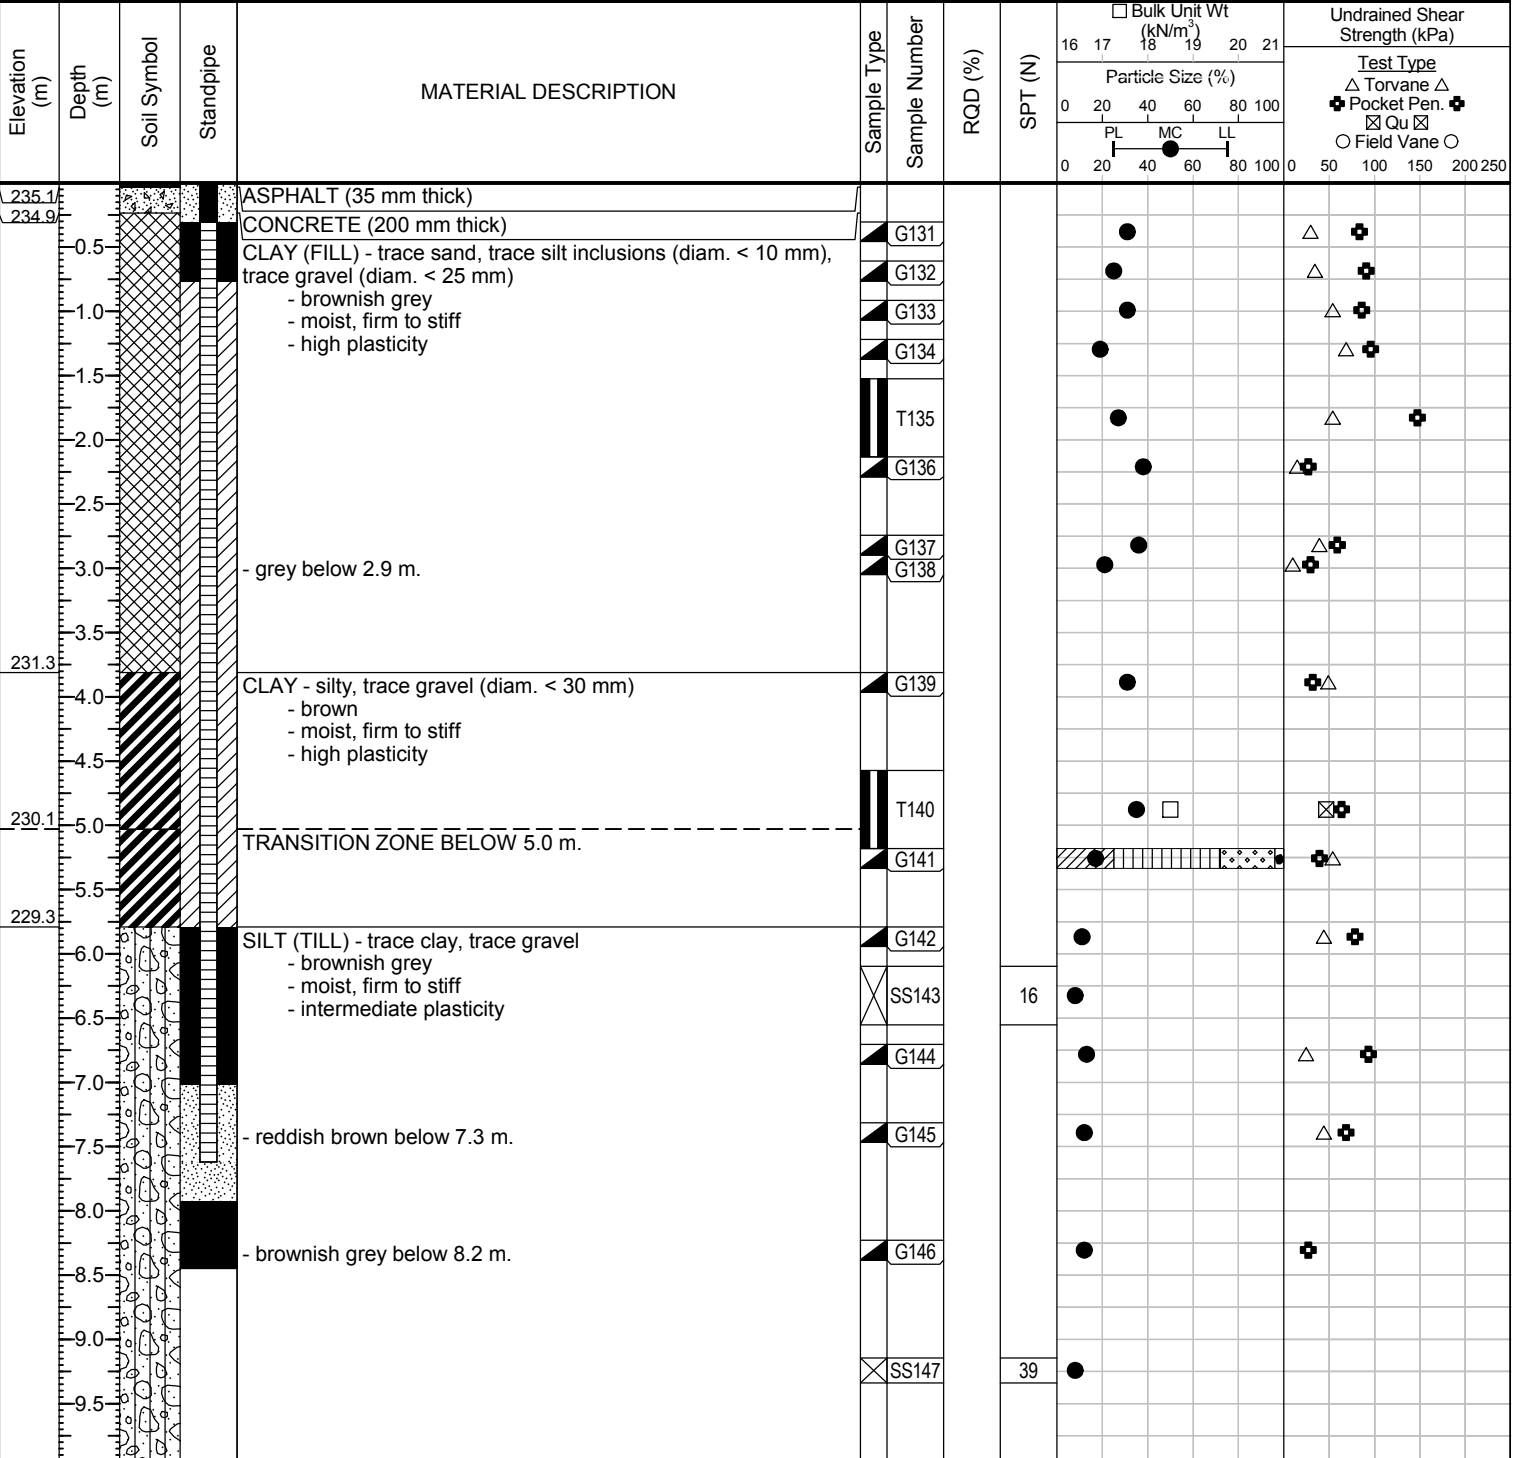 Elevation (m)
Depth (m)
Soil Symbol
Standpipe
MATERIAL DESCRIPTION
Sample Type
Sample Number
RQD (%)
SPT (N)
Bulk Unit Wt
(kN/m³)
16 17 18 19 20 21
Particle Size (%)
0 20 40 60 80 100
PL MC LL
0 20 40 60 80 100
Undrained Shear
Strength (kPa)
Test Type
Torvane
Pocket Pen.
Qu
Field Vane
0 50 100 150 200 250
235.1
ASPHALT (35 mm thick)
234.9
CONCRETE (200 mm thick)
G131
-0.5
CLAY (FILL) - trace sand, trace silt inclusions (diam. < 10 mm),
trace gravel (diam. < 25 mm)
G132
- brownish grey
-1.0
G133
- moist, firm to stiff
- high plasticity
G134
-1.5
T135
-2.0
G136
-2.5
G137
-3.0
- grey below 2.9 m.
G138
-3.5
231.3
CLAY - silty, trace gravel (diam. < 30 mm)
G139
-4.0
- brown
- moist, firm to stiff
- high plasticity
-4.5
T140
230.1
-5.0
TRANSITION ZONE BELOW 5.0 m.
G141
-5.5
229.3
SILT (TILL) - trace clay, trace gravel
G142
-6.0
- brownish grey
- moist, firm to stiff
SS143
16
- intermediate plasticity
-6.5
G144
-7.0
- reddish brown below 7.3 m.
G145
-7.5
-8.0
- brownish grey below 8.2 m.
G146
-8.5
-9.0
SS147
39
-9.5